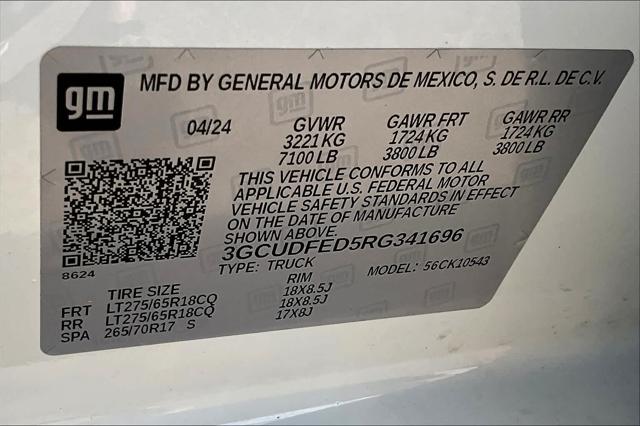 gm
MFD BY GENERAL MOTORS DE MEXICO, S. DE R.L. DE C.V.
04/24 GVWR GAWR FRT GAWR RR
3221 KG 1724 KG 1724 KG
7100 LB 3800 LB 3800 LB
THIS VEHICLE CONFORMS TO ALL
APPLICABLE U.S. FEDERAL MOTOR
VEHICLE SAFETY STANDARDS IN EFFECT
ON THE DATE OF MANUFACTURE
SHOWN ABOVE.
3GCUDFED5RG341696
8624
TYPE: TRUCK MODEL: 56CK10543
TIRE SIZE RIM
FRT LT275/65R18CQ 18X8.5J
RR LT275/65R18CQ 18X8.5J
SPA 265/70R17 S 17X8J